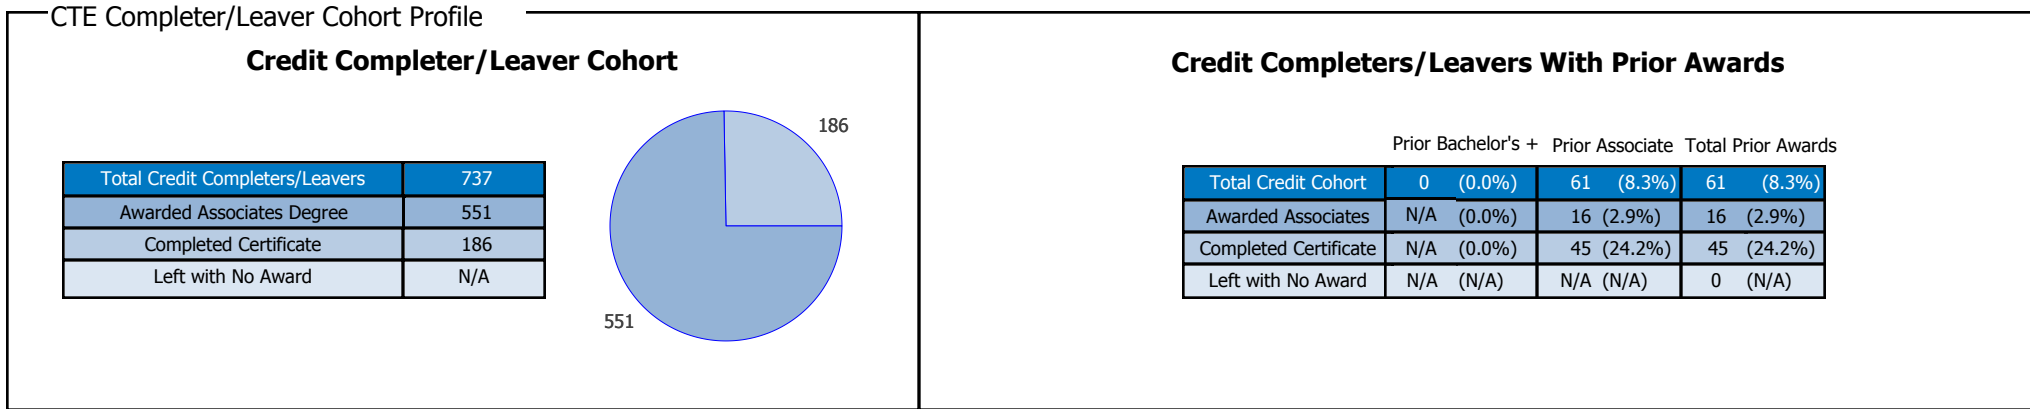 CTE Completer/Leaver Cohort Profile
Credit Completer/Leaver Cohort
Total Credit Completers/Leavers 737
Awarded Associates Degree 551
Completed Certificate 186
Left with No Award N/A
186
551
Credit Completers/Leavers With Prior Awards
Prior Bachelor's + Prior Associate Total Prior Awards
Total Credit Cohort 0 (0.0%) 61 (8.3%) 61 (8.3%)
Awarded Associates N/A (0.0%) 16 (2.9%) 16 (2.9%)
Completed Certificate N/A (0.0%) 45 (24.2%) 45 (24.2%)
Left with No Award N/A (N/A) N/A (N/A) 0 (N/A)